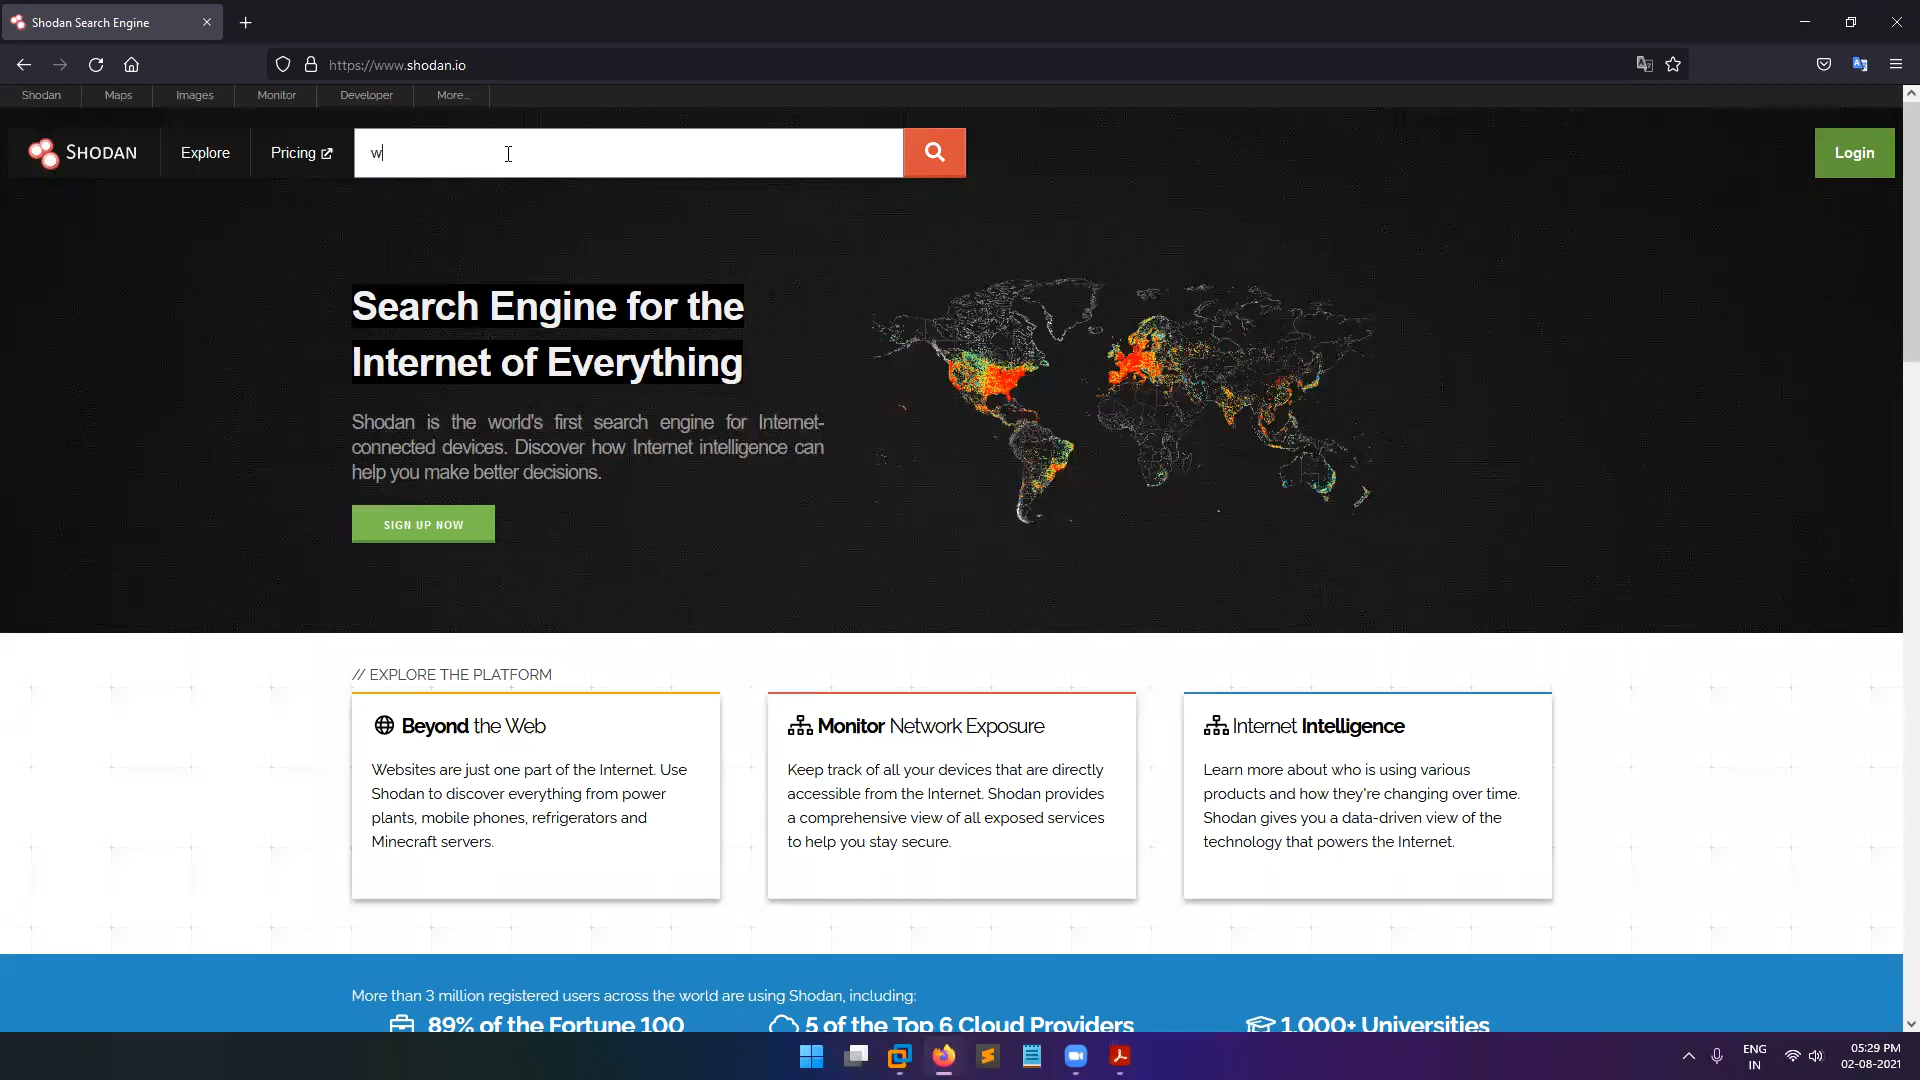 Shodan Search Engine
https://www.shodan.io
Shodan
Maps
Images
Monitor
Developer
More...
SHODAN
Explore
Pricing
w
Login
Search Engine for the
Internet of Everything
Shodan is the world's first search engine for Internet-
connected devices. Discover how Internet intelligence can
help you make better decisions.
SIGN UP NOW
// EXPLORE THE PLATFORM
Beyond the Web
Websites are just one part of the Internet. Use
Shodan to discover everything from power
plants, mobile phones, refrigerators and
Minecraft servers.
Monitor Network Exposure
Keep track of all your devices that are directly
accessible from the Internet. Shodan provides
a comprehensive view of all exposed services
to help you stay secure.
Internet Intelligence
Learn more about who is using various
products and how they're changing over time.
Shodan gives you a data-driven view of the
technology that powers the Internet.
More than 3 million registered users across the world are using Shodan, including:
89% of the Fortune 100
5 of the Top 6 Cloud Providers
1,000+ Universities
ENG
IN
05:29 PM
02-08-2021